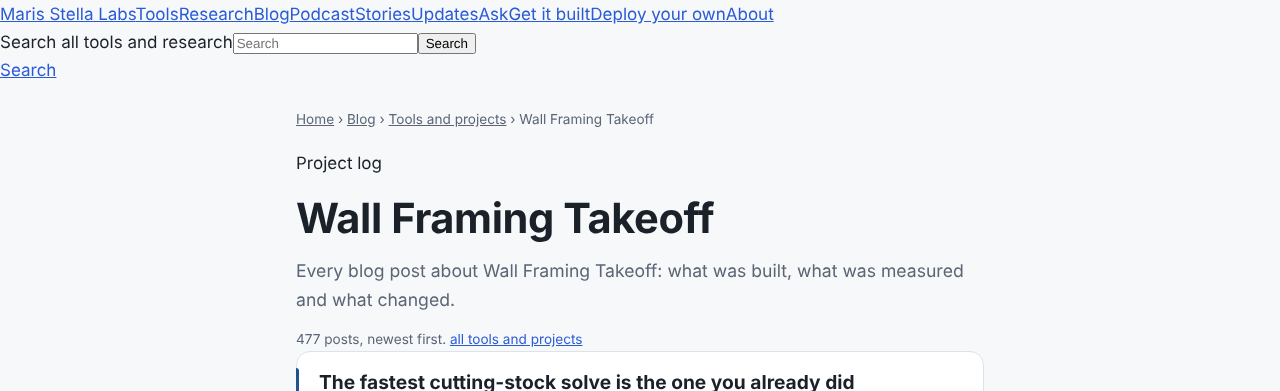 Maris Stella LabsToolsResearchBlogPodcastStoriesUpdatesAskGet it builtDeploy your ownAbout
Search all tools and research Search Search
Search
Home › Blog › Tools and projects › Wall Framing Takeoff
Project log
Wall Framing Takeoff
Every blog post about Wall Framing Takeoff: what was built, what was measured
and what changed.
477 posts, newest first. all tools and projects
The fastest cutting-stock solve is the one you already did